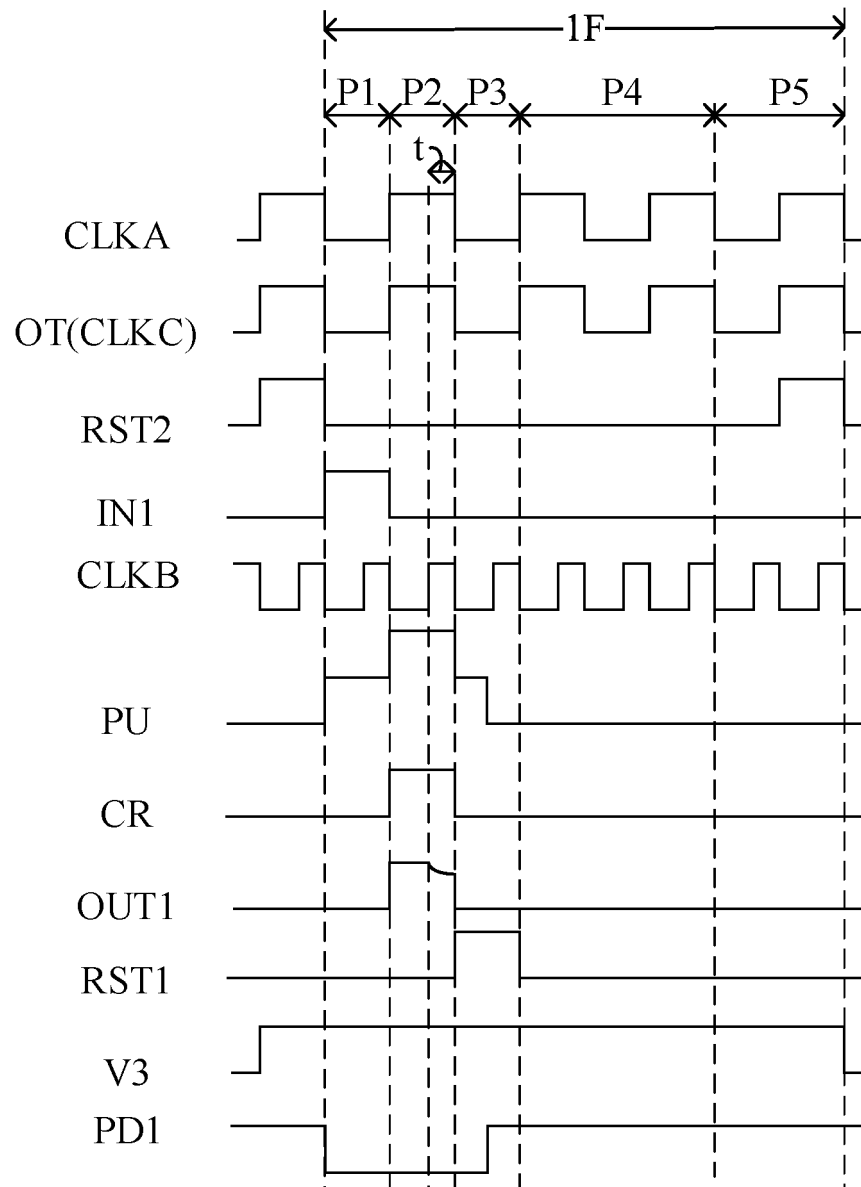 1F
P1 P2 P3 P4 P5
t
CLKA
OT(CLKC)
RST2
IN1
CLKB
PU
CR
OUT1
RST1
V3
PD1